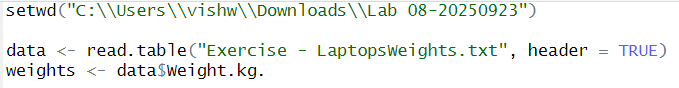 setwd("C:\\Users\\vishw\\Downloads\\Lab 08-20250923")
data <- read.table("Exercise - LaptopsWeights.txt", header = TRUE)
weights <- data$Weight.kg.